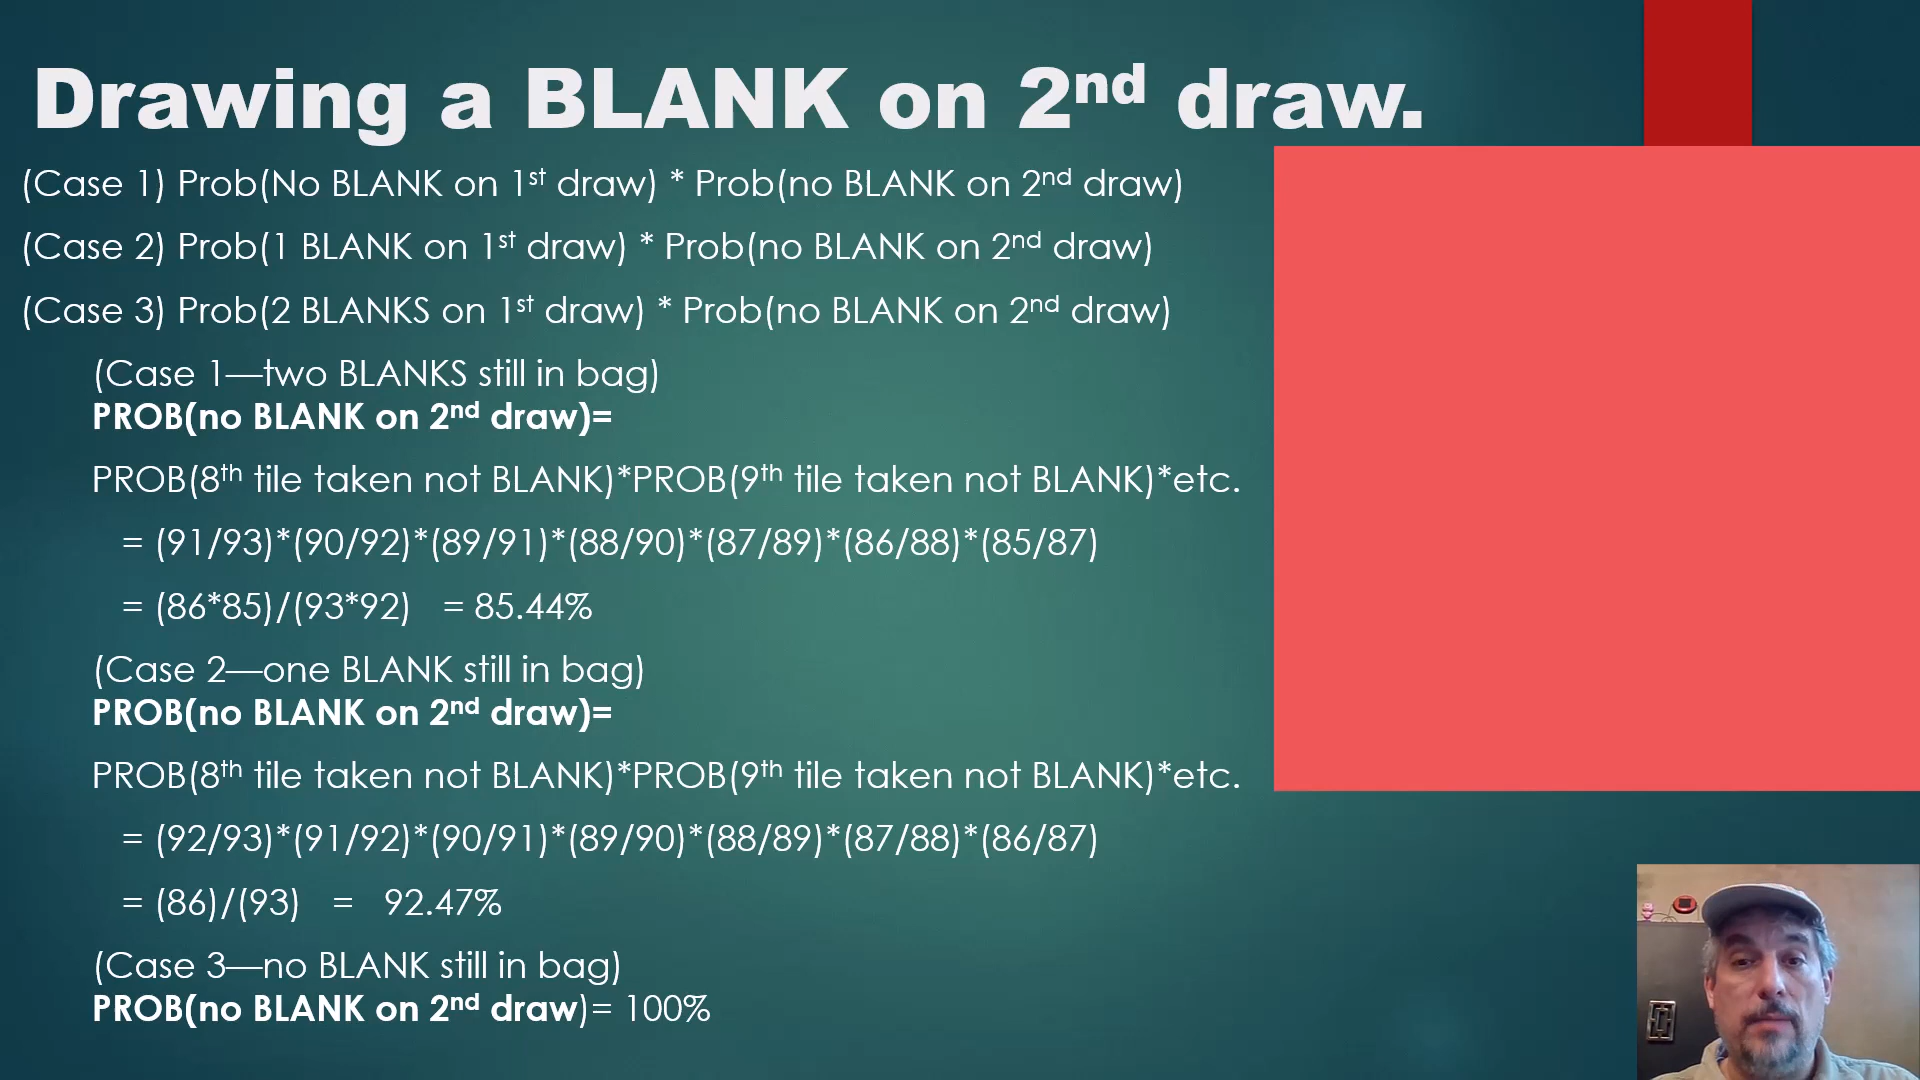 Drawing a BLANK on 2nd draw.
(Case 1) Prob(No BLANK on 1st draw) * Prob(no BLANK on 2nd draw)
(Case 2) Prob(1 BLANK on 1st draw) * Prob(no BLANK on 2nd draw)
(Case 3) Prob(2 BLANKS on 1st draw) * Prob(no BLANK on 2nd draw)
(Case 1—two BLANKS still in bag)
PROB(no BLANK on 2nd draw)=
PROB(8th tile taken not BLANK)*PROB(9th tile taken not BLANK)*etc.
= (91/93)*(90/92)*(89/91)*(88/90)*(87/89)*(86/88)*(85/87)
= (86*85)/(93*92) = 85.44%
(Case 2—one BLANK still in bag)
PROB(no BLANK on 2nd draw)=
PROB(8th tile taken not BLANK)*PROB(9th tile taken not BLANK)*etc.
= (92/93)*(91/92)*(90/91)*(89/90)*(88/89)*(87/88)*(86/87)
= (86)/(93) = 92.47%
(Case 3—no BLANK still in bag)
PROB(no BLANK on 2nd draw)= 100%